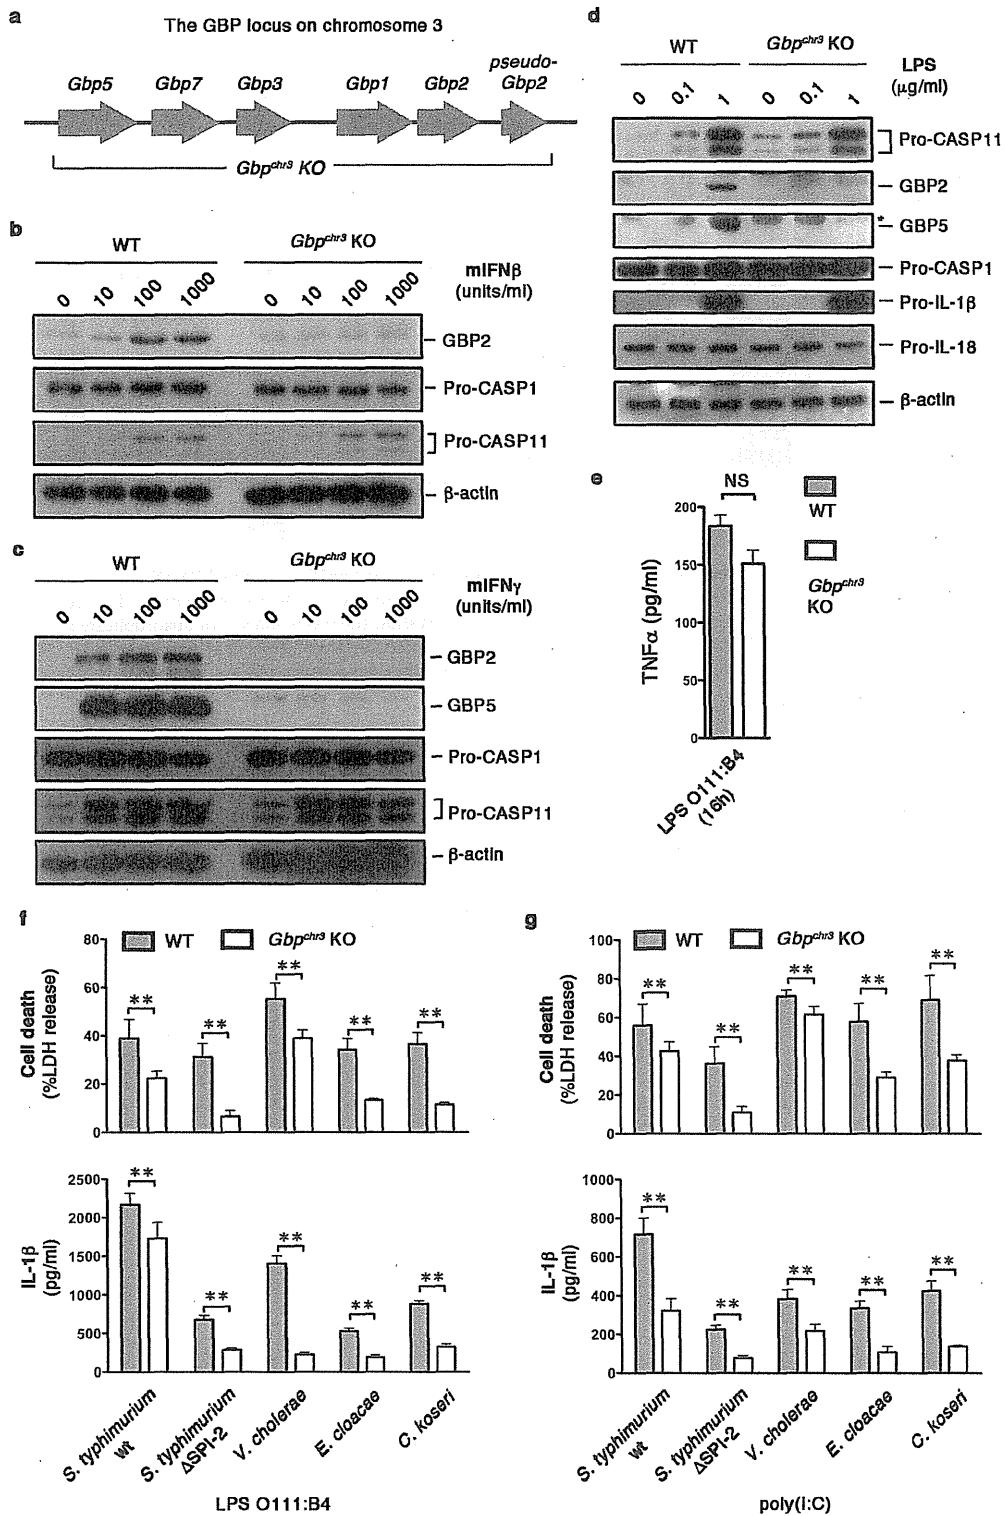 a
The GBP locus on chromosome 3
Gbp5 Gbp7 Gbp3 Gbp1 Gbp2 pseudo-Gbp2
Gbpchr3 KO
b
WT Gbpchr3 KO
0 10 100 1000 0 10 100 1000 mIFNβ (units/ml)
GBP2
Pro-CASP1
Pro-CASP11
β-actin
c
WT Gbpchr3 KO
0 10 100 1000 0 10 100 1000 mIFNγ (units/ml)
GBP2
GBP5
Pro-CASP1
Pro-CASP11
β-actin
d
WT Gbpchr3 KO
0 0.1 1 0 0.1 1 LPS (μg/ml)
Pro-CASP11
GBP2
*
GBP5
Pro-CASP1
Pro-IL-1β
Pro-IL-18
β-actin
e
NS
WT
Gbpchr3 KO
TNFα (pg/ml)
200
150
100
50
0
LPS O111:B4
(16h)
f
WT Gbpchr3 KO
Cell death
(%LDH release)
80
60
40
20
0
** ** ** ** **
IL-1β
(pg/ml)
2500
2000
1500
1000
500
0
** ** ** ** **
S. typhimurium wt
S. typhimurium ΔSPI-2
V. cholerae
E. cloacae
C. koseri
LPS O111:B4
g
WT Gbpchr3 KO
Cell death
(%LDH release)
100
80
60
40
20
0
** ** ** ** **
IL-1β
(pg/ml)
1000
800
600
400
200
0
** ** ** ** **
S. typhimurium wt
S. typhimurium ΔSPI-2
V. cholerae
E. cloacae
C. koseri
poly(I:C)